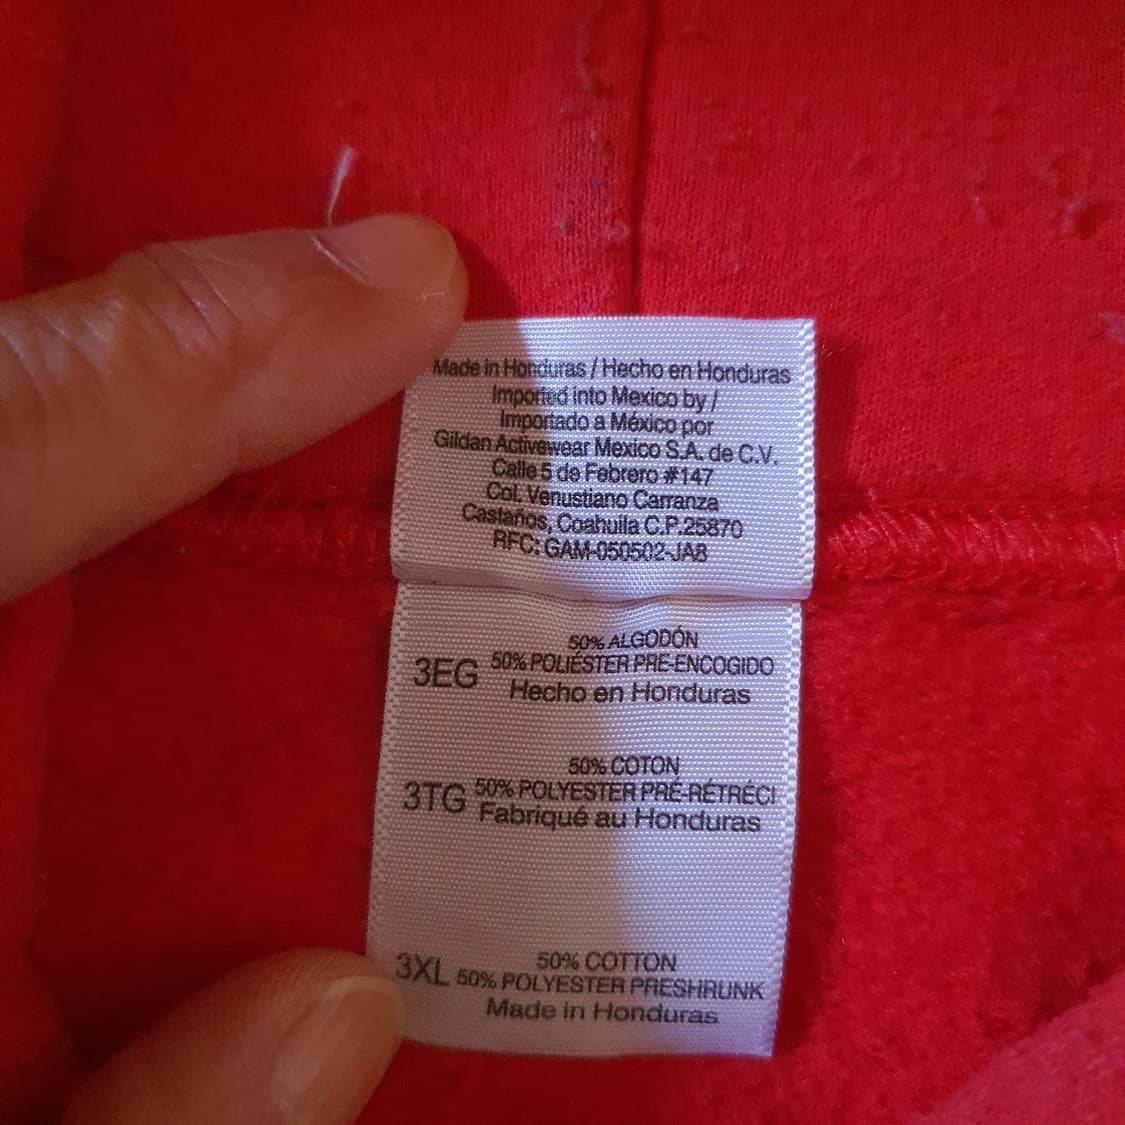 Made in Honduras / Hecho en Honduras
Imported into Mexico by /
Importado a México por
Gildan Activewear Mexico S.A. de C.V.
Calle 5 de Febrero #147
Col. Venustiano Carranza
Castaños, Coahuila C.P.25870
RFC: GAM-050502-JA8
50% ALGODÓN
3EG 50% POLIÉSTER PRE-ENCOGIDO
Hecho en Honduras
50% COTON
3TG 50% POLYESTER PRÉ-RÉTRÉCI
Fabriqué au Honduras
50% COTTON
3XL 50% POLYESTER PRESHRUNK
Made in Honduras